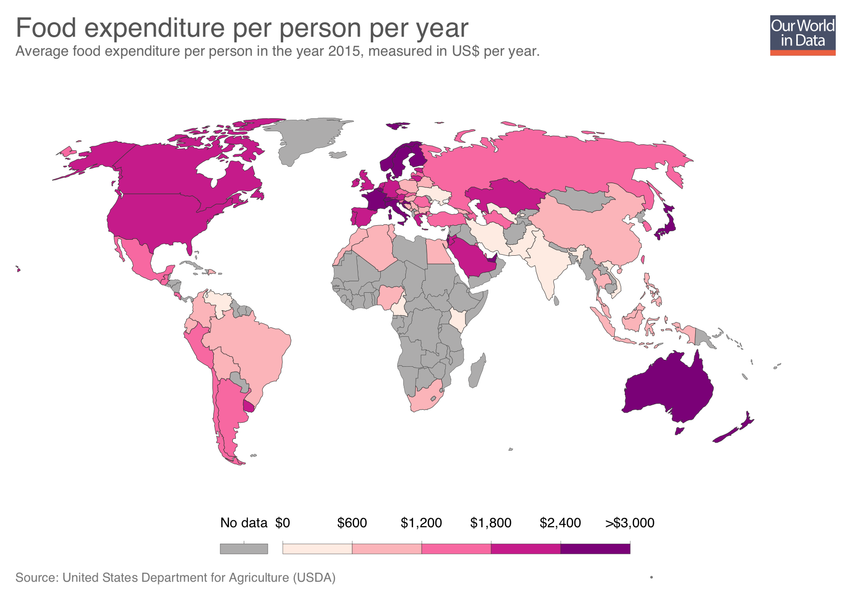 Food expenditure per person per year
Average food expenditure per person in the year 2015, measured in US$ per year.
Our World
in Data
No data $0 $600 $1,200 $1,800 $2,400 >$3,000
Source: United States Department for Agriculture (USDA)